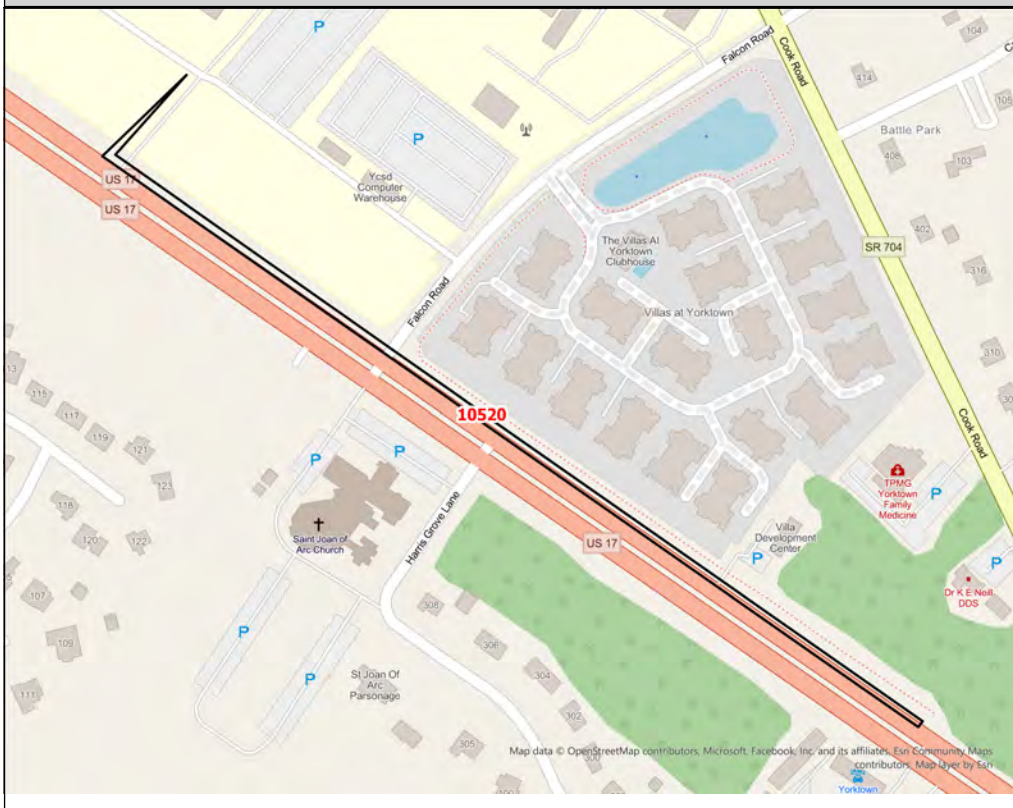 P
Falcon Road
Cook Road
104
414
105
Battle Park
408
103
P
US 17
US 17
Ycsd
Computer
Warehouse
402
The Villas At
Yorktown
Clubhouse
SR 704
316
Falcon Road
Villas at Yorktown
310
113
115
117
119
121
123
10520
P
P
Cook Road
TPMG
Yorktown
Family
Medicine
P
118
120
122
Saint Joan of
Arc Church
Harris Grove Lane
US 17
Villa
Development
Center
P
P
107
109
111
308
Dr K E Neill
DDS
P
306
P
St Joan Of
Arc
Parsonage
304
302
305
300
Map data © OpenStreetMap contributors, Microsoft, Facebook, Inc. and its affiliates, Esri Community Maps
contributors, Map layer by Esri
Yorktown